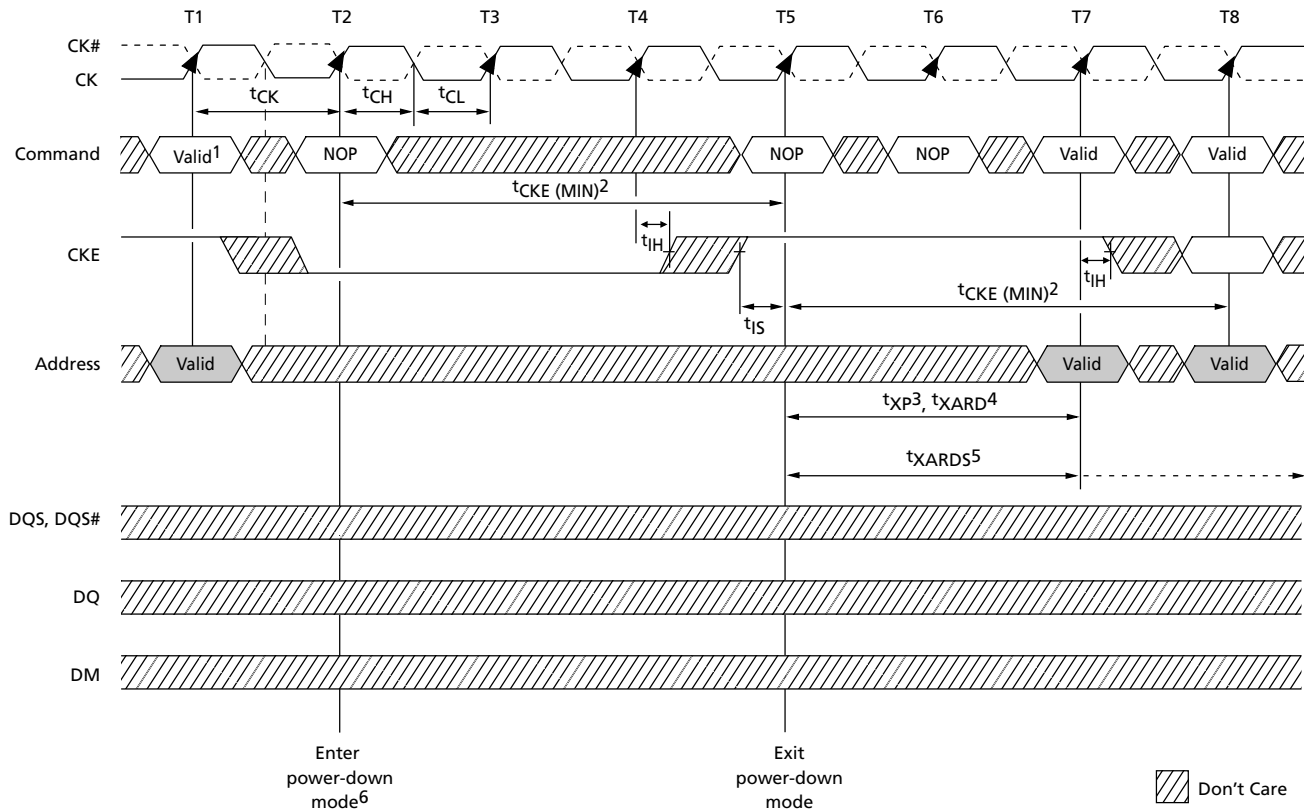 T1 T2 T3 T4 T5 T6 T7 T8
CK#
CK
tCK tCH tCL
Command Valid1 NOP NOP NOP Valid Valid
tCKE (MIN)2
tIH
CKE
tIH
tCKE (MIN)2
tIS
Address Valid Valid Valid
tXP3, tXARD4
tXARDS5
DQS, DQS#
DQ
DM
Enter
power-down
mode6
Exit
power-down
mode
Don't Care